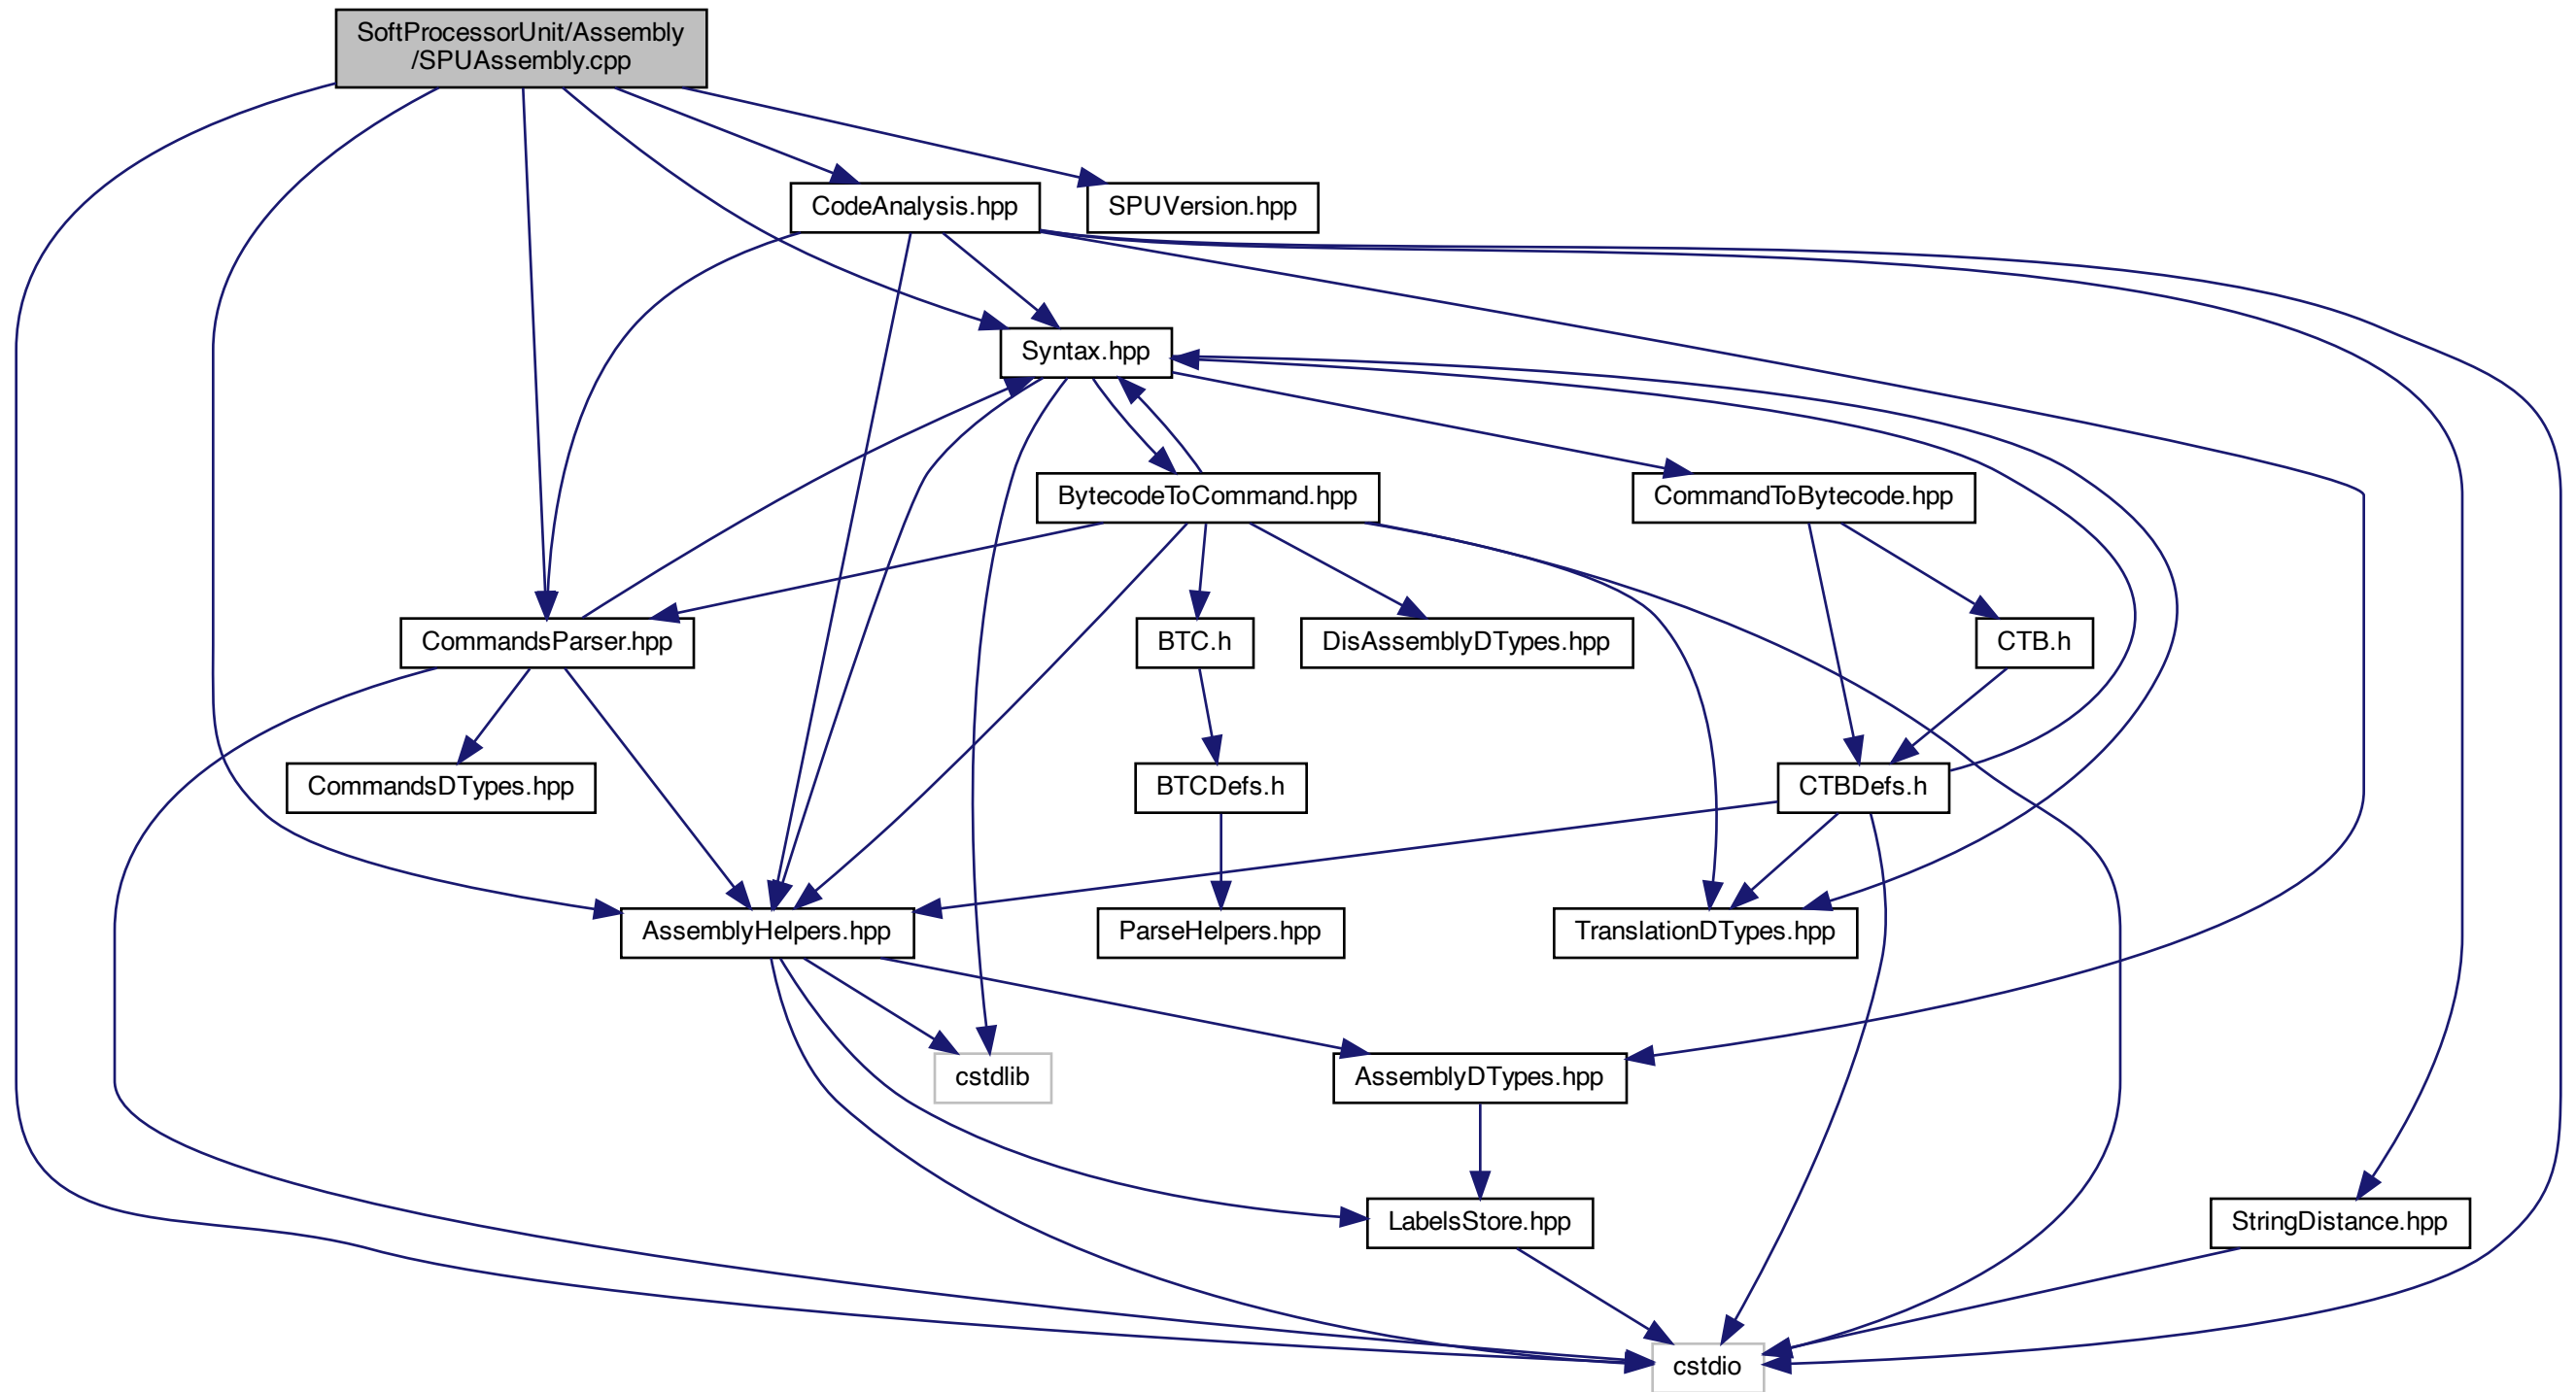 SoftProcessorUnit/Assembly
/SPUAssembly.cpp
CodeAnalysis.hpp
SPUVersion.hpp
Syntax.hpp
BytecodeToCommand.hpp
CommandToBytecode.hpp
CommandsParser.hpp
BTC.h
DisAssemblyDTypes.hpp
CTB.h
CommandsDTypes.hpp
BTCDefs.h
CTBDefs.h
AssemblyHelpers.hpp
ParseHelpers.hpp
TranslationDTypes.hpp
cstdlib
AssemblyDTypes.hpp
LabelsStore.hpp
StringDistance.hpp
cstdio